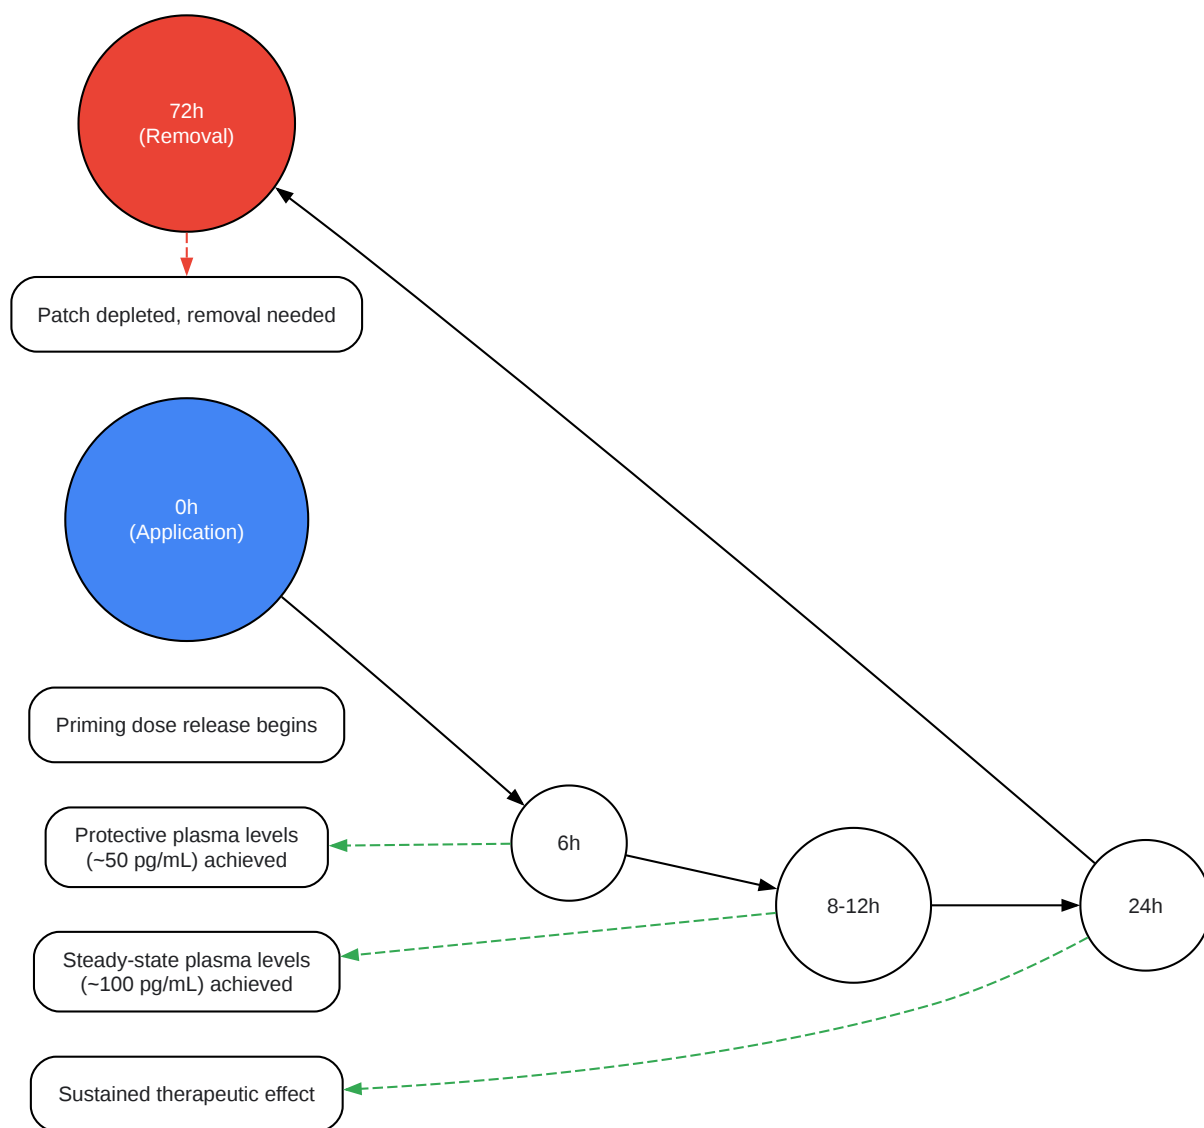 72h
(Removal)
Patch depleted, removal needed
0h
(Application)
Priming dose release begins
Protective plasma levels
(~50 pg/mL) achieved
6h
8-12h
24h
Steady-state plasma levels
(~100 pg/mL) achieved
Sustained therapeutic effect